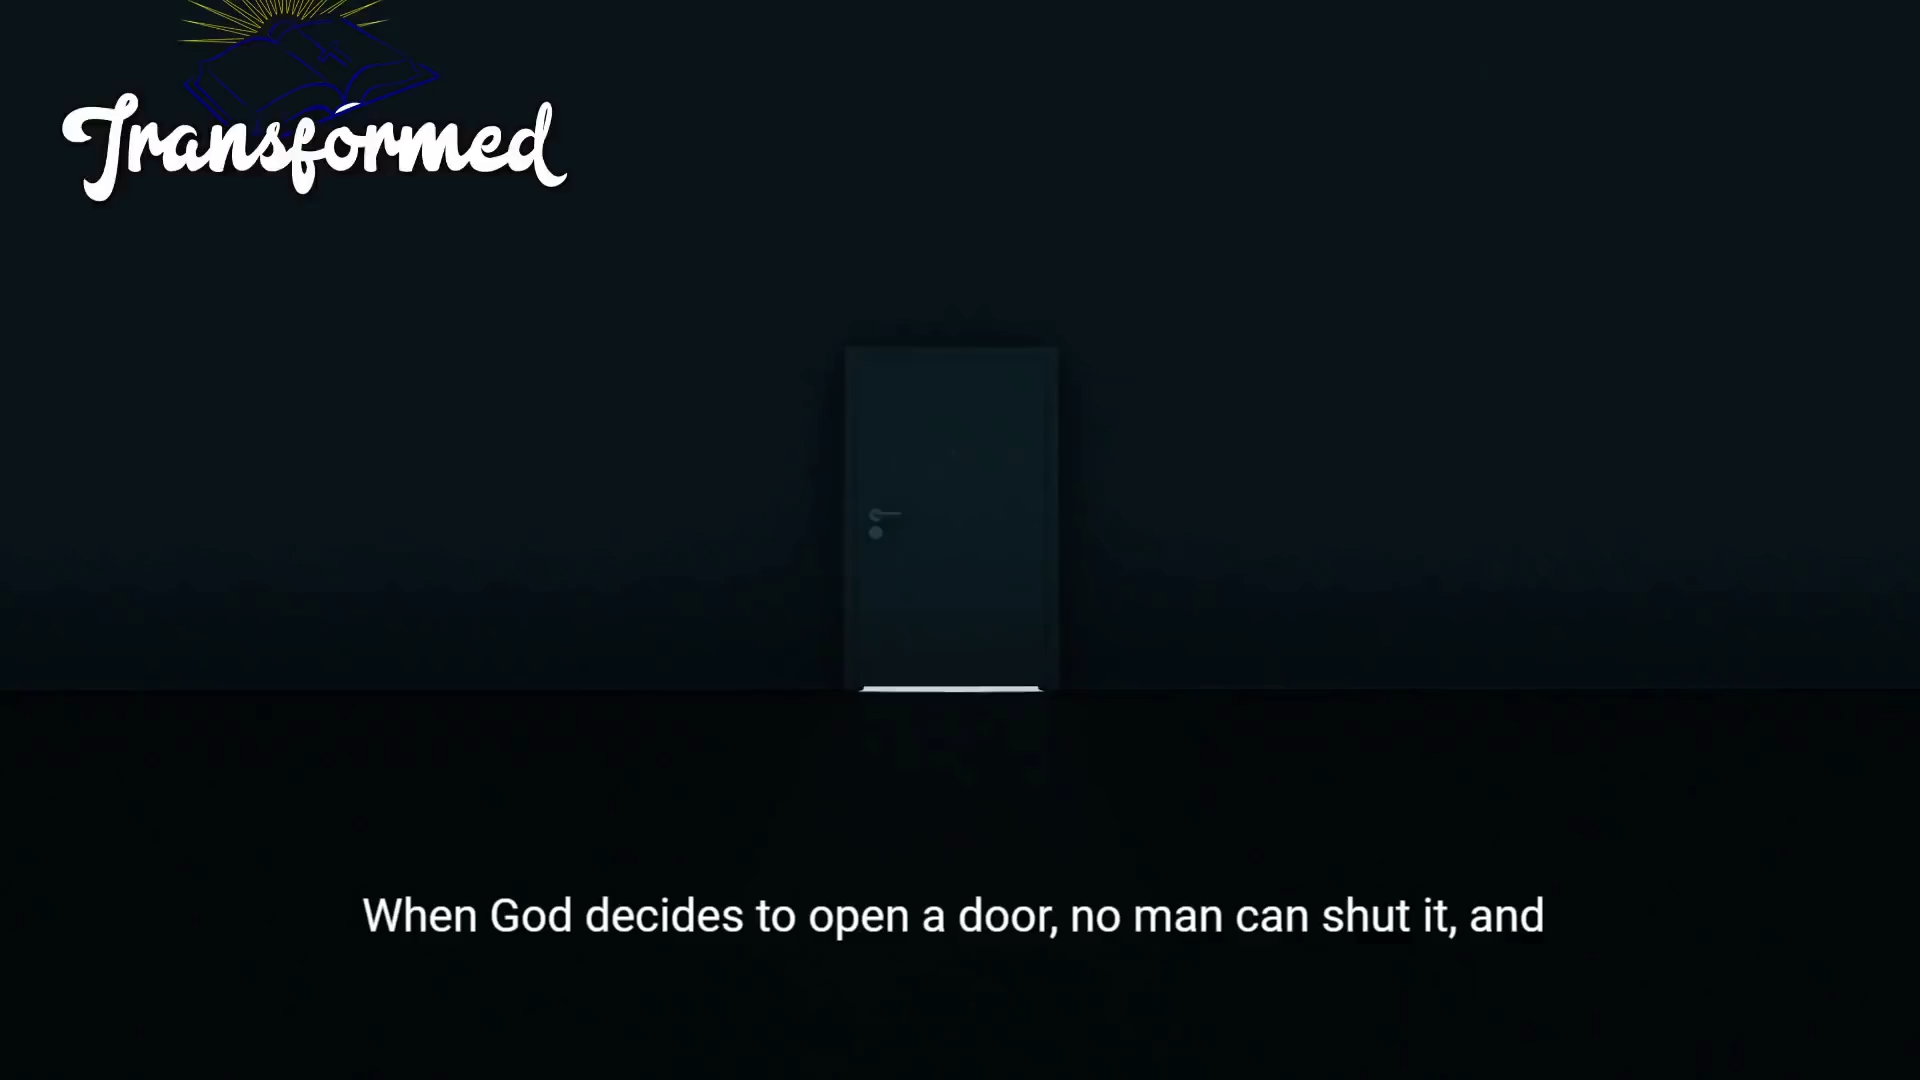 Transformed
When God decides to open a door, no man can shut it, and